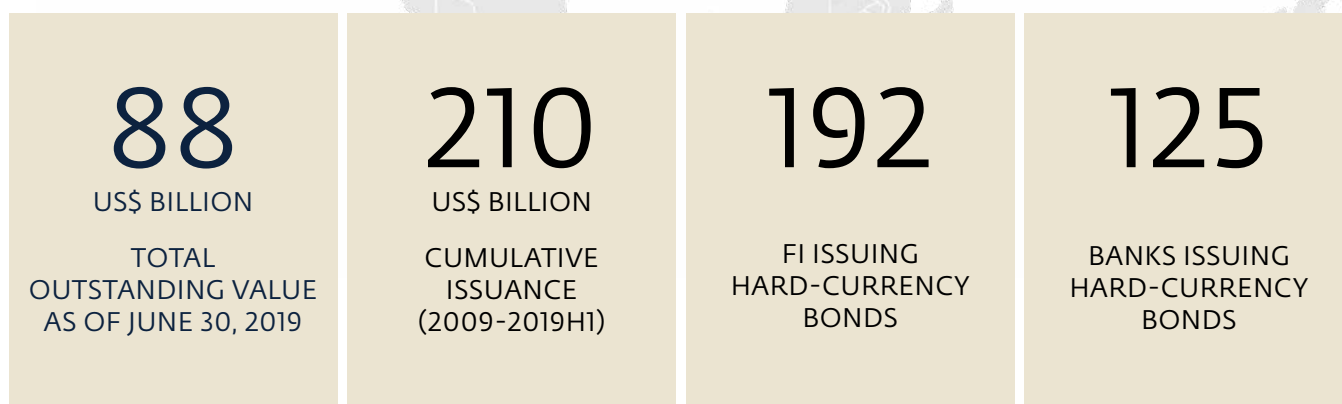 88
US$ BILLION
TOTAL
OUTSTANDING VALUE
AS OF JUNE 30, 2019
210
US$ BILLION
CUMULATIVE
ISSUANCE
(2009-2019H1)
192
FI ISSUING
HARD-CURRENCY
BONDS
125
BANKS ISSUING
HARD-CURRENCY
BONDS